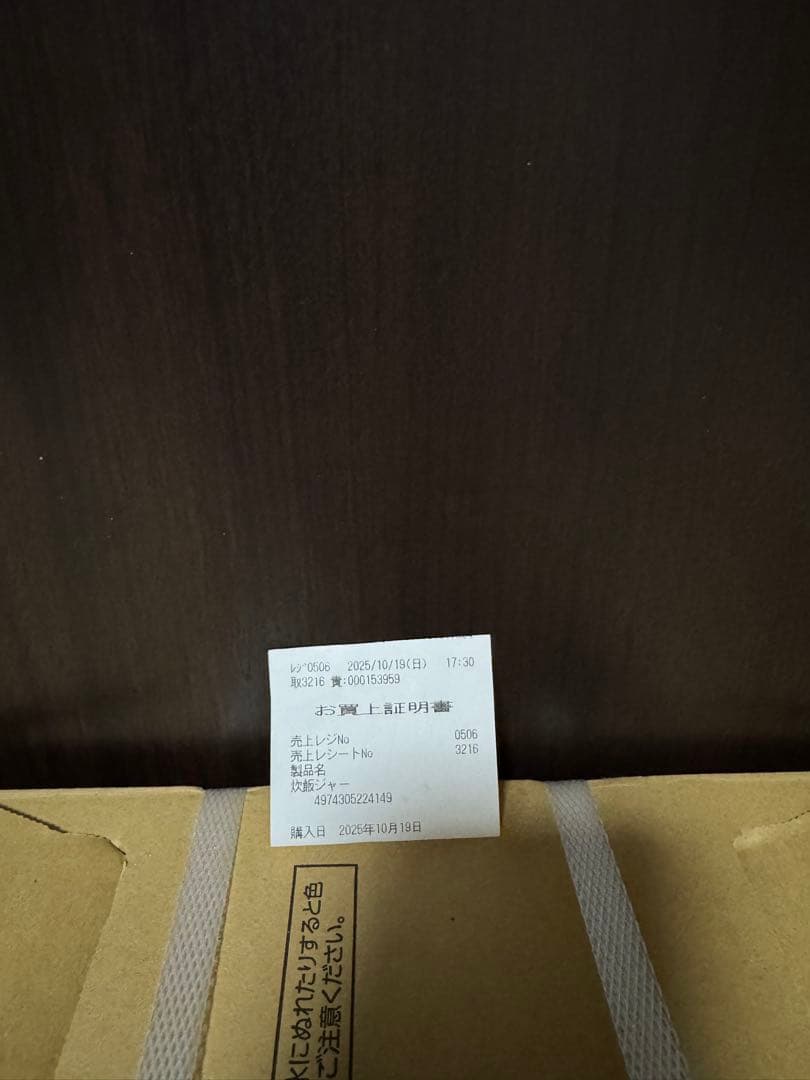 ﾚｼﾞ0506 2025/10/19(日) 17:30
取3216 責:000153959
お買上証明書
売上レジNo 0506
売上レシートNo 3216
製品名
炊飯ジャー
4974305224149
購入日 2025年10月19日
にぬれたりすると色
ご注意ください。